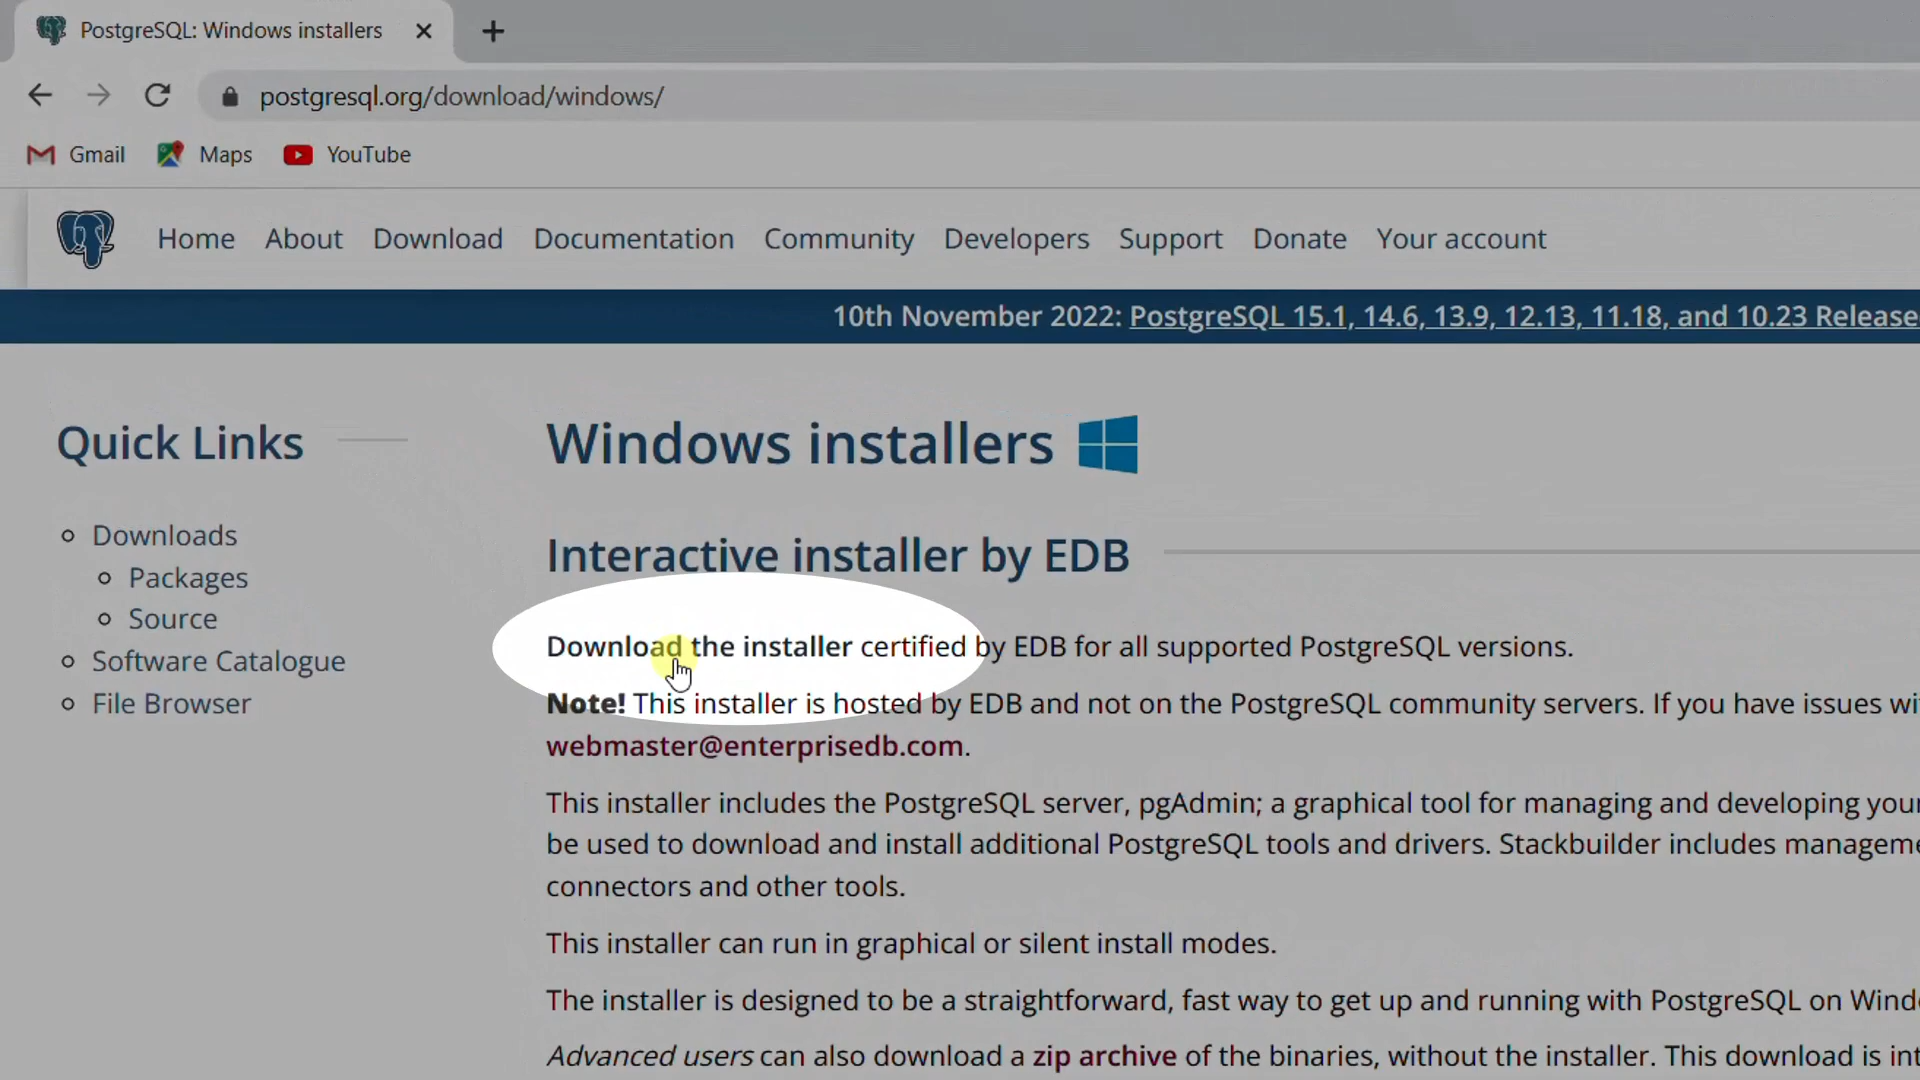 PostgreSQL: Windows installers
postgresql.org/download/windows/
Gmail Maps YouTube
Home About Download Documentation Community Developers Support Donate Your account
10th November 2022: PostgreSQL 15.1, 14.6, 13.9, 12.13, 11.18, and 10.23 Release
Quick Links
Downloads
Packages
Source
Software Catalogue
File Browser
Windows installers
Interactive installer by EDB
Download the installer certified by EDB for all supported PostgreSQL versions.
Note! This installer is hosted by EDB and not on the PostgreSQL community servers. If you have issues wi
webmaster@enterprisedb.com.
This installer includes the PostgreSQL server, pgAdmin; a graphical tool for managing and developing your
be used to download and install additional PostgreSQL tools and drivers. Stackbuilder includes manageme
connectors and other tools.
This installer can run in graphical or silent install modes.
The installer is designed to be a straightforward, fast way to get up and running with PostgreSQL on Windo
Advanced users can also download a zip archive of the binaries, without the installer. This download is int